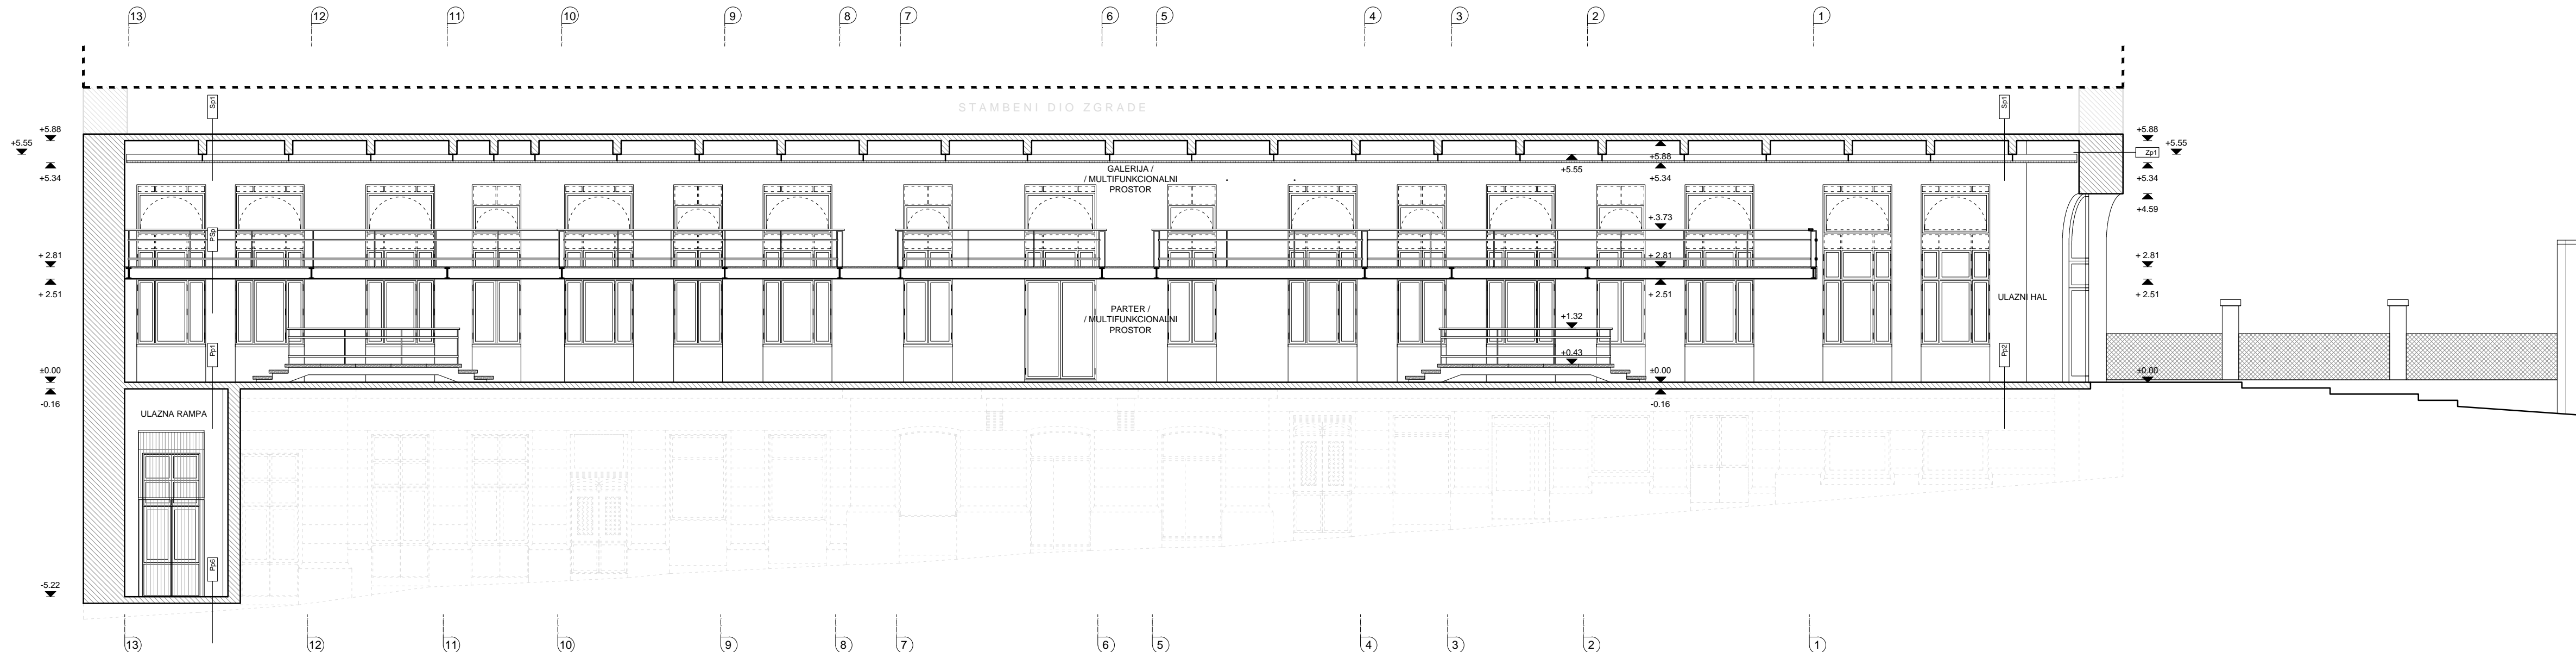 13 12 11 10 9 8 7 6 5 4 3 2 1
STAMBENI DIO ZGRADE
Sp1
Sp1
+5.88
+5.55
+5.34
GALERIJA /
/ MULTIFUNKCIONALNI
PROSTOR
+5.88
+5.55
+5.34
+5.88
+5.55
Zp1
+5.34
+4.59
PSp
+.3.73
+ 2.81
+ 2.51
+ 2.81
+ 2.51
+ 2.81
+ 2.51
ULAZNI HAL
PARTER /
/ MULTIFUNKCIONALNI
PROSTOR
+1.32
+0.43
Pp1
Pp2
±0.00
-0.16
±0.00
-0.16
±0.00
ULAZNA RAMPA
Pp6
-5.22
13 12 11 10 9 8 7 6 5 4 3 2 1